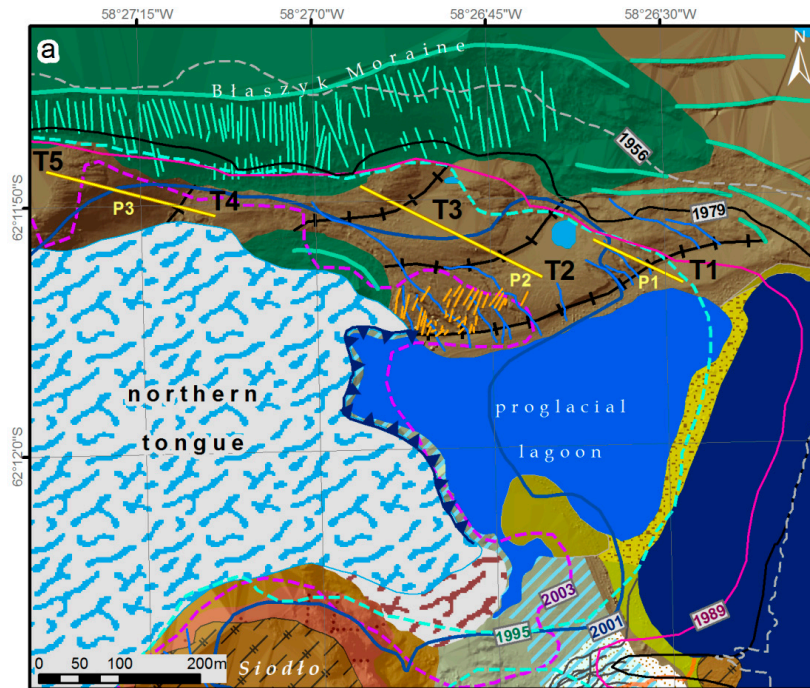 58°27'15"W 58°27'0"W 58°26'45"W 58°26'30"W
a
N
Błaszyk Moraine
1956
T5
62°11'50"S
P3
T4
T3
1979
P2
T2
P1
T1
northern
tongue
proglacial
lagoon
62°12'0"S
2003
1995
2001
1989
0 50 100 200m
Siodło